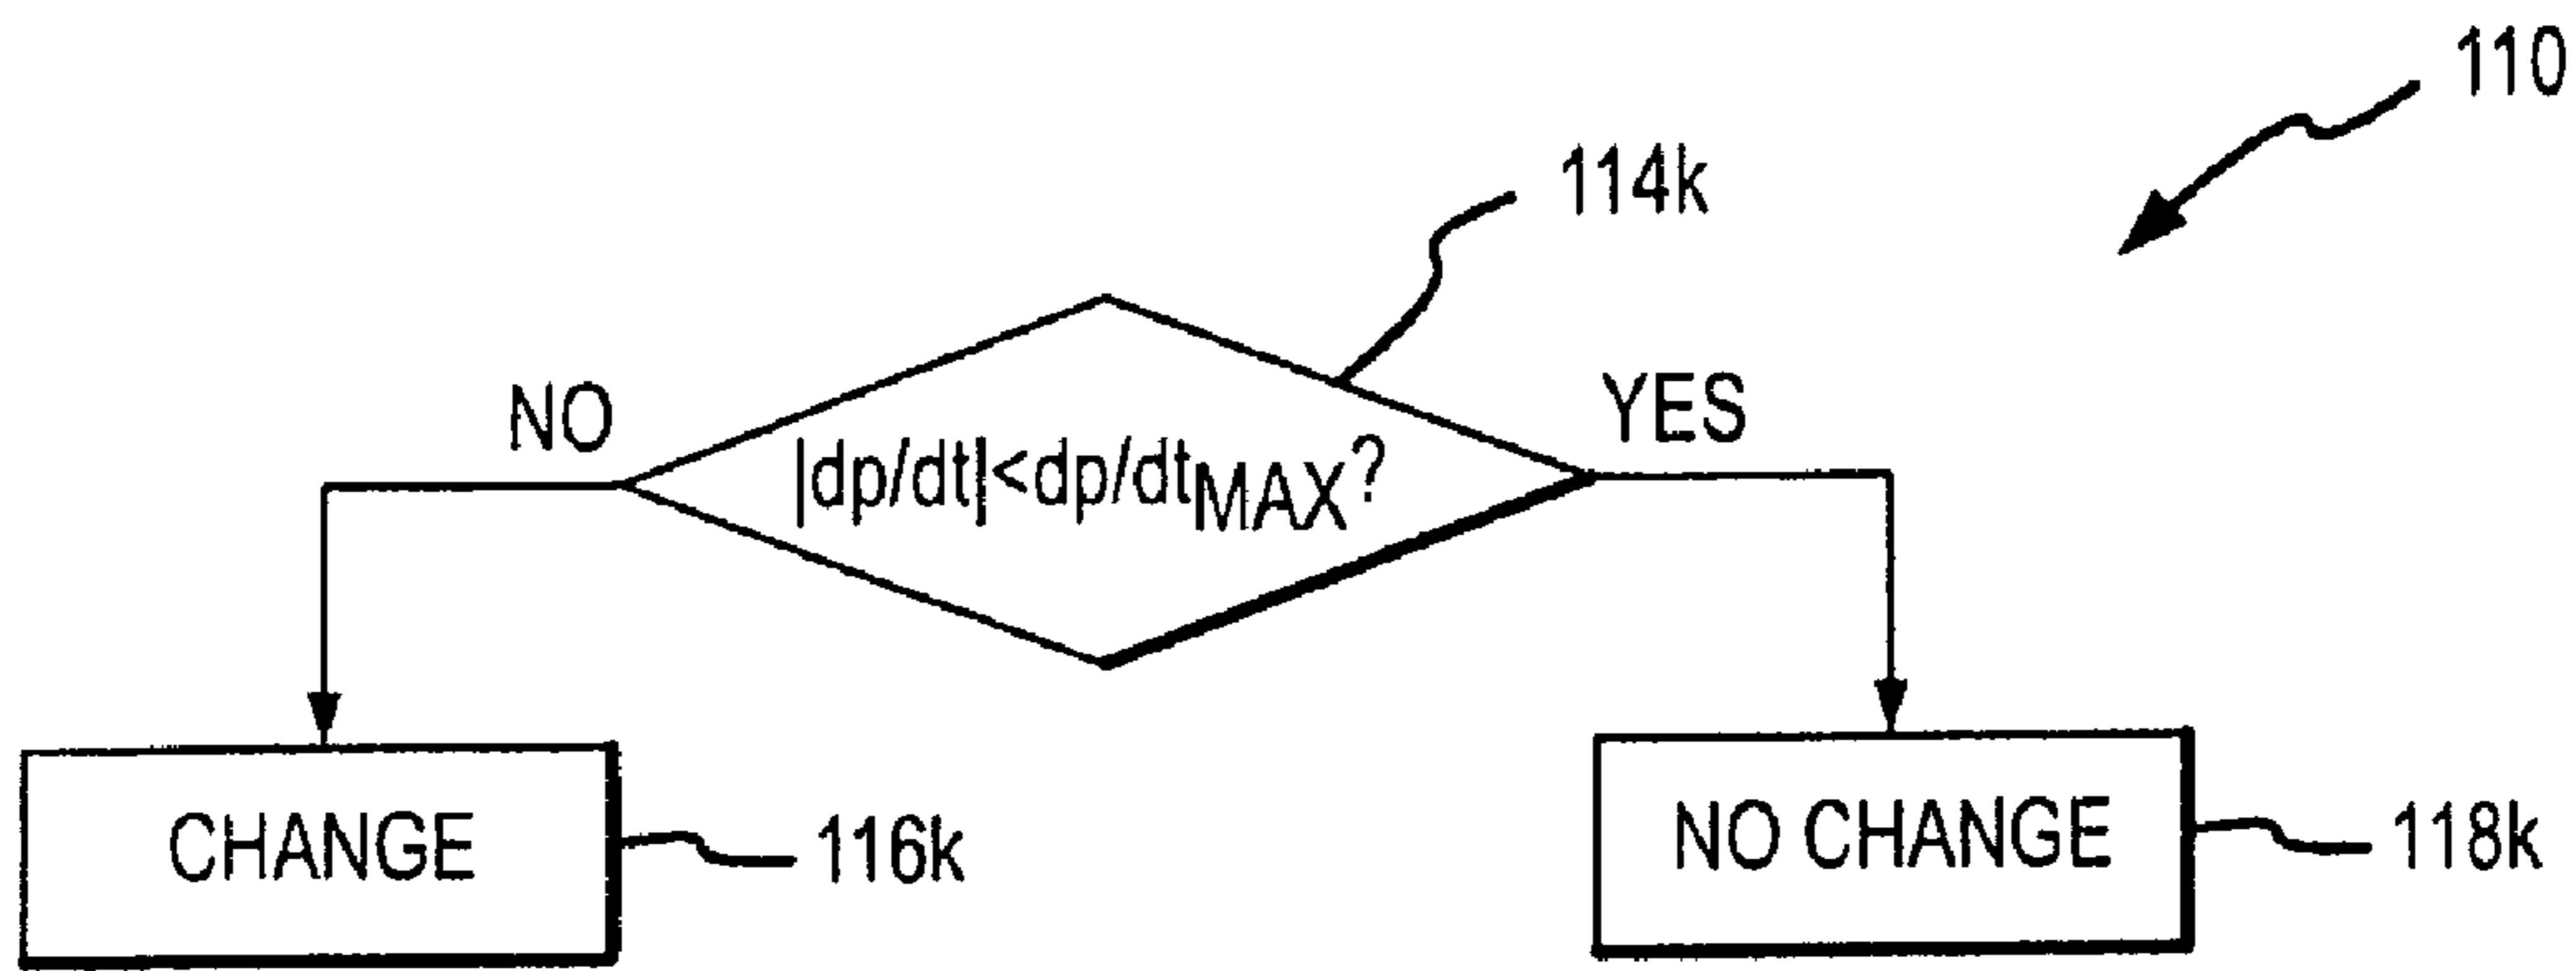 110
114k
NO
YES
|dp/dt|<dp/dtMAX?
CHANGE
116k
NO CHANGE
118k